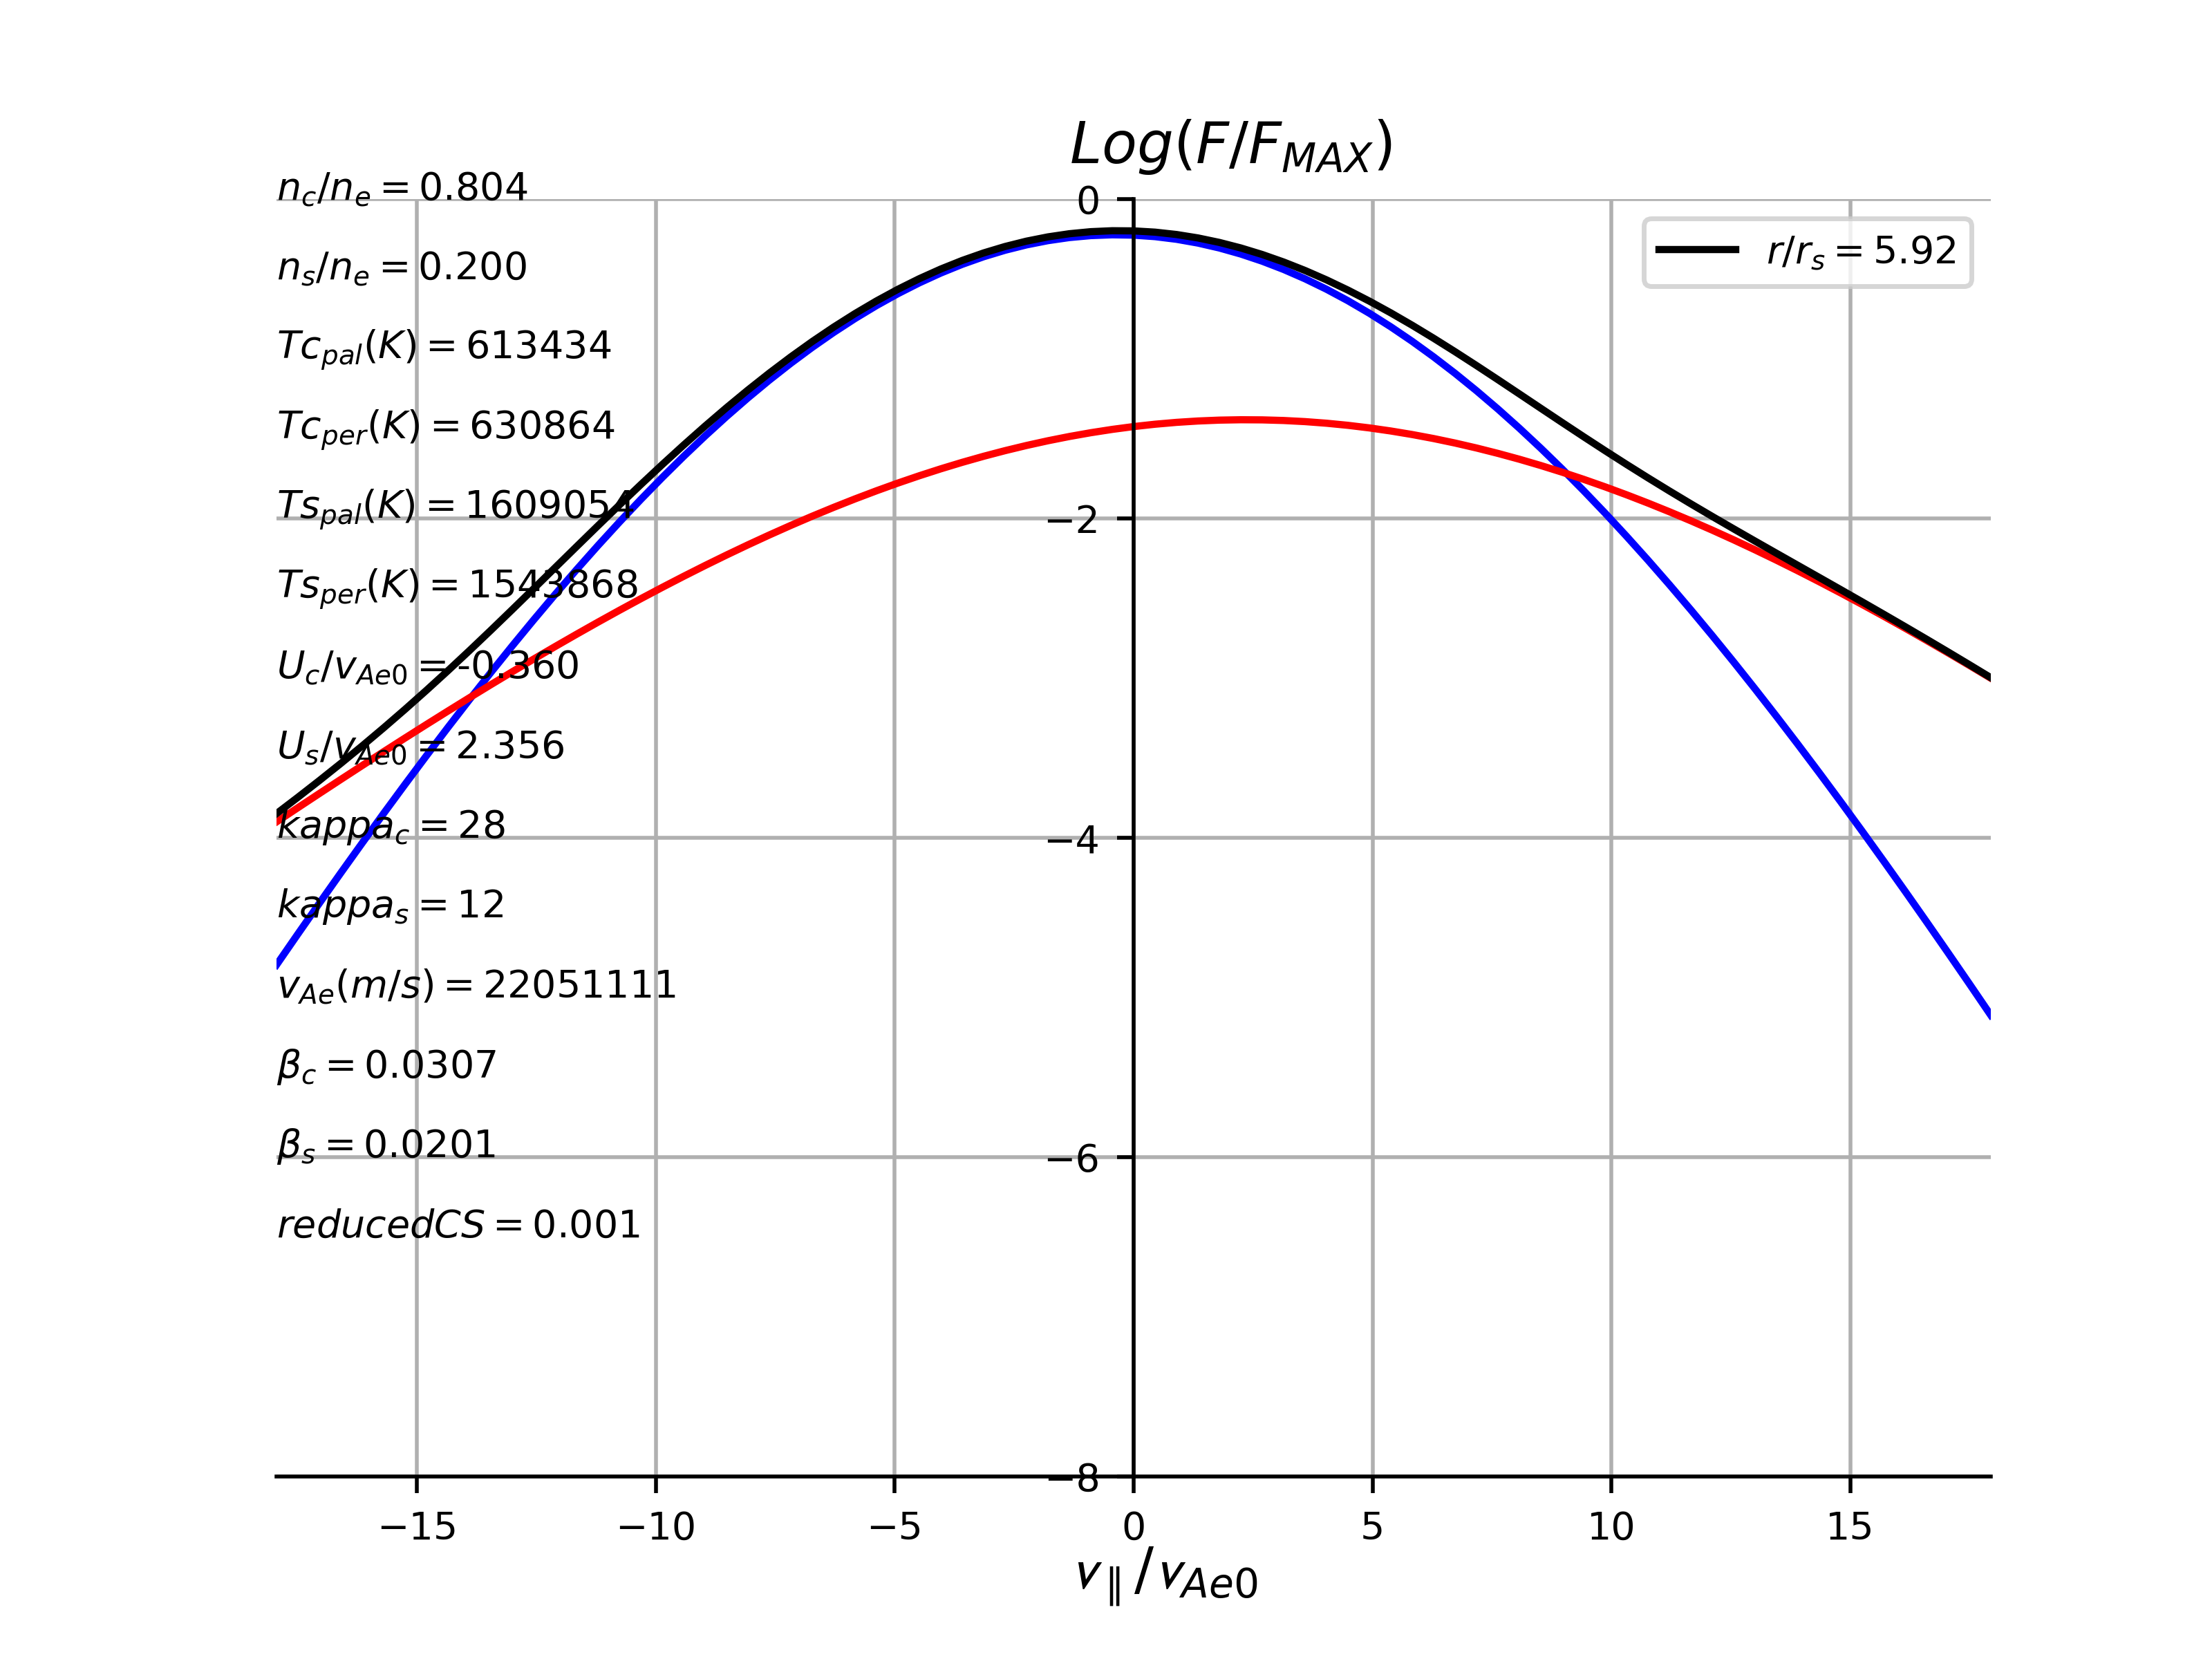 Log(F/F_MAX)
n_c/n_e = 0.804
n_s/n_e = 0.200
Tc_pal(K) = 613434
Tc_per(K) = 630864
Ts_pal(K) = 1609054
Ts_per(K) = 1543868
U_c/v_Ae0 = -0.360
U_s/v_Ae0 = 2.356
kappa_c = 28
kappa_s = 12
v_Ae(m/s) = 22051111
β_c = 0.0307
β_s = 0.0201
reducedCS = 0.001
r/r_s = 5.92
0
−2
−4
−6
−8
−15 −10 −5 0 5 10 15
v_∥/v_Ae0